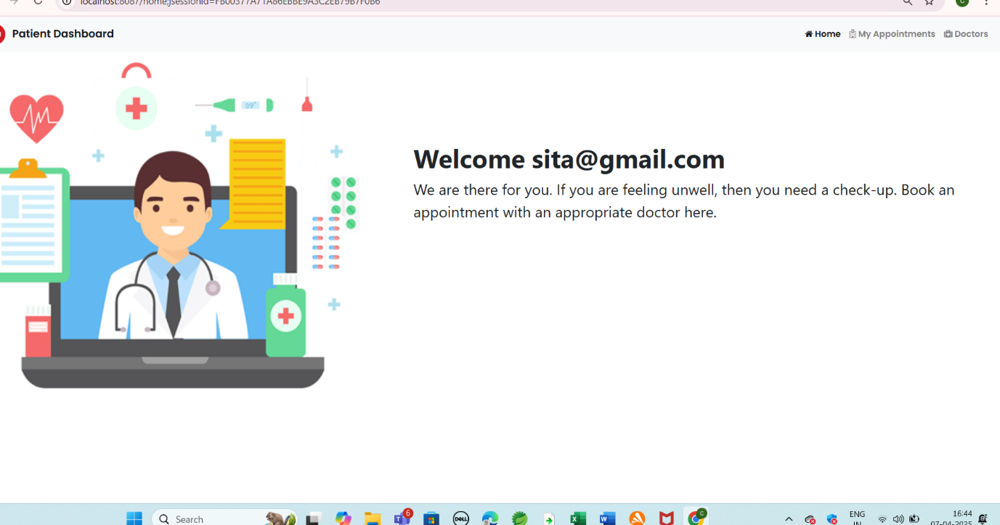 localhost:8087/home;jsessionid=FB00377A71A86EBBE9A3C2EB79B7F0B6
Patient Dashboard
Home
My Appointments
Doctors
39°
Welcome sita@gmail.com
We are there for you. If you are feeling unwell, then you need a check-up. Book an
appointment with an appropriate doctor here.
Search
6
DELL
X
W
C
ENG
IN
16:44
07-04-2025